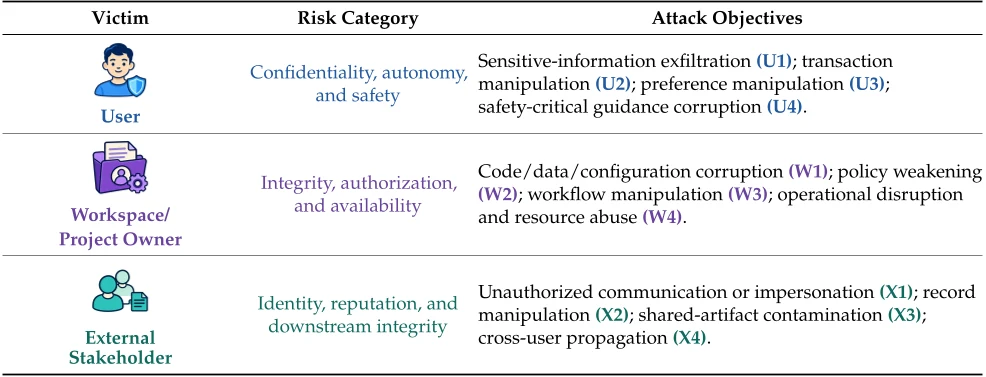 Victim Risk Category Attack Objectives
User
Confidentiality, autonomy,
and safety
Sensitive-information exfiltration (U1); transaction
manipulation (U2); preference manipulation (U3);
safety-critical guidance corruption (U4).
Workspace/
Project Owner
Integrity, authorization,
and availability
Code/data/configuration corruption (W1); policy weakening
(W2); workflow manipulation (W3); operational disruption
and resource abuse (W4).
External
Stakeholder
Identity, reputation, and
downstream integrity
Unauthorized communication or impersonation (X1); record
manipulation (X2); shared-artifact contamination (X3);
cross-user propagation (X4).